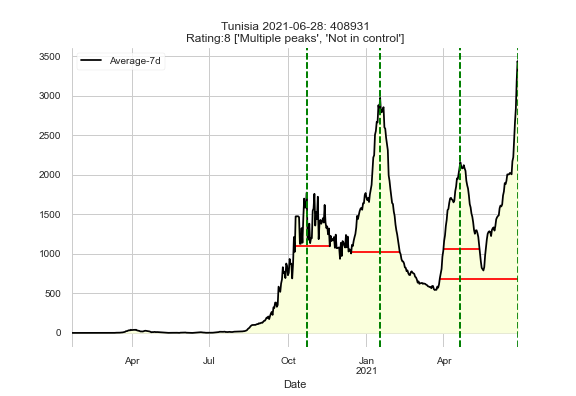 Tunisia 2021-06-28: 408931
Rating:8 ['Multiple peaks', 'Not in control']
Average-7d
3500
3000
2500
2000
1500
1000
500
0
Apr Jul Oct Jan Apr
2021
Date